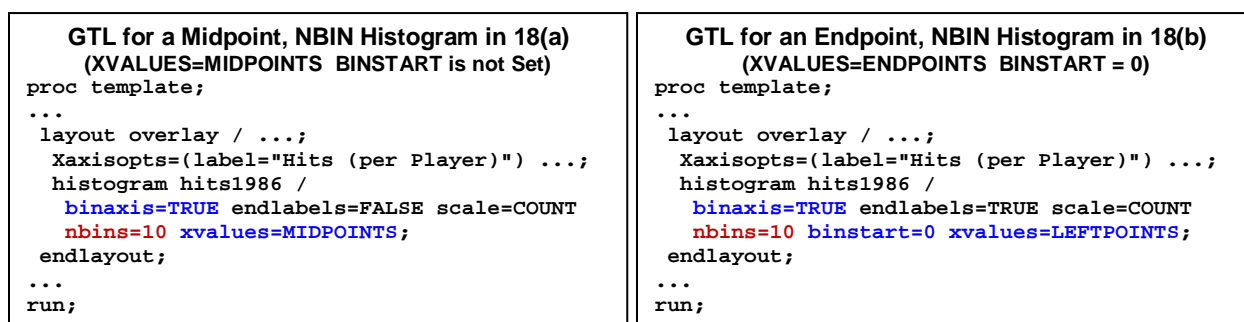 GTL for a Midpoint, NBIN Histogram in 18(a)
(XVALUES=MIDPOINTS  BINSTART is not Set)
proc template;
...
 layout overlay / ...;
  Xaxisopts=(label="Hits (per Player)") ...;
  histogram hits1986 /
   binaxis=TRUE endlabels=FALSE scale=COUNT
   nbins=10 xvalues=MIDPOINTS;
 endlayout;
...
run;
GTL for an Endpoint, NBIN Histogram in 18(b)
(XVALUES=ENDPOINTS  BINSTART = 0)
proc template;
...
 layout overlay / ...;
  Xaxisopts=(label="Hits (per Player)") ...;
  histogram hits1986 /
   binaxis=TRUE endlabels=TRUE scale=COUNT
   nbins=10 binstart=0 xvalues=LEFTPOINTS;
 endlayout;
...
run;